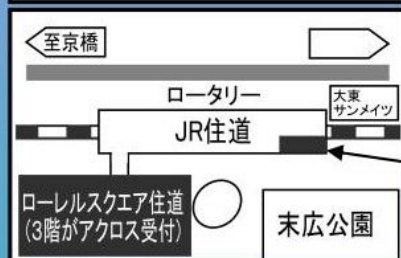 至京橋
ロータリー
大東
サンメイツ
JR住道
ローレルスクエア住道
(3階がアクロス受付)
末広公園